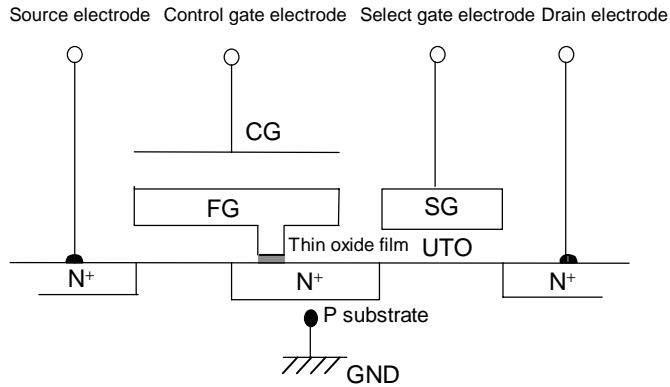 Source electrode Control gate electrode Select gate electrode Drain electrode
CG
FG
SG
Thin oxide film
UTO
N+ N+ N+
P substrate
GND